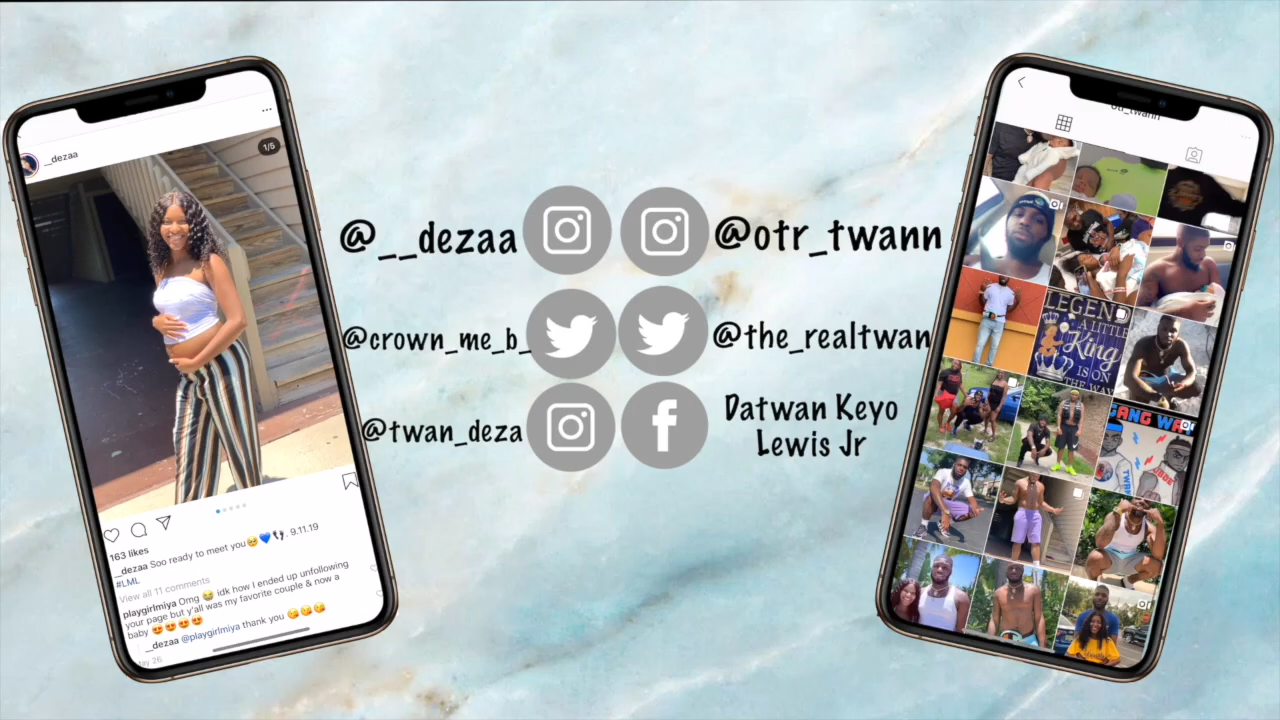 __dezaa
1/5
163 likes
__dezaa Soo ready to meet you🥺💙👣. 9.11.19
#LML
View all 11 comments
playgirlmiya Omg 😭 idk how I ended up unfollowing
your page but y'all was my favorite couple & now a
baby 😍😍😍😍
__dezaa @playgirlmiya thank you 😘😘😘
@__dezaa
@otr_twann
@crown_me_b_
@the_realtwan
@twan_deza
Datwan Keyo
Lewis Jr
otr_twann
LEGEND
A LITTLE
King
IS ON
THE WAY